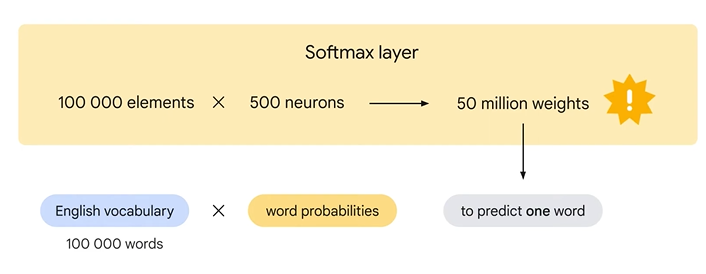 Softmax layer
100 000 elements × 500 neurons 50 million weights !
English vocabulary × word probabilities to predict one word
100 000 words